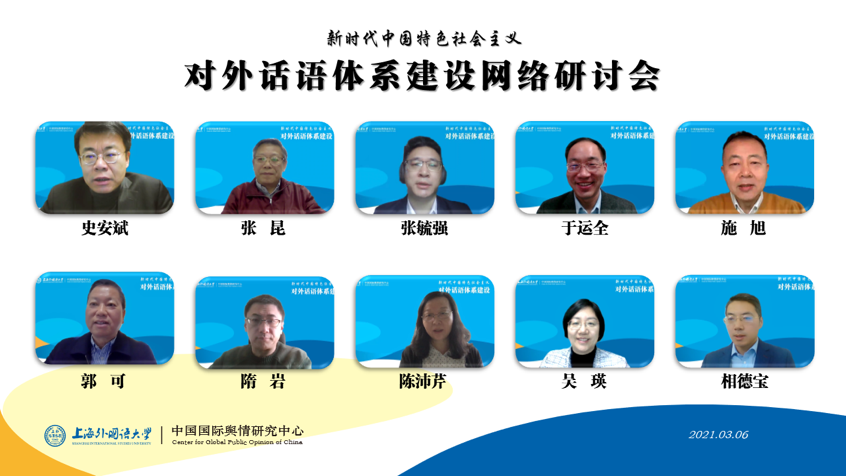 新时代中国特色社会主义
对外话语体系建设网络研讨会
史安斌 张 昆 张毓强 于运全 施 旭
郭 可 隋 岩 陈沛芹 吴 瑛 相德宝
上海外国语大学 中国国际舆情研究中心
SHANGHAI INTERNATIONAL STUDIES UNIVERSITY Center for Global Public Opinion of China
2021.03.06